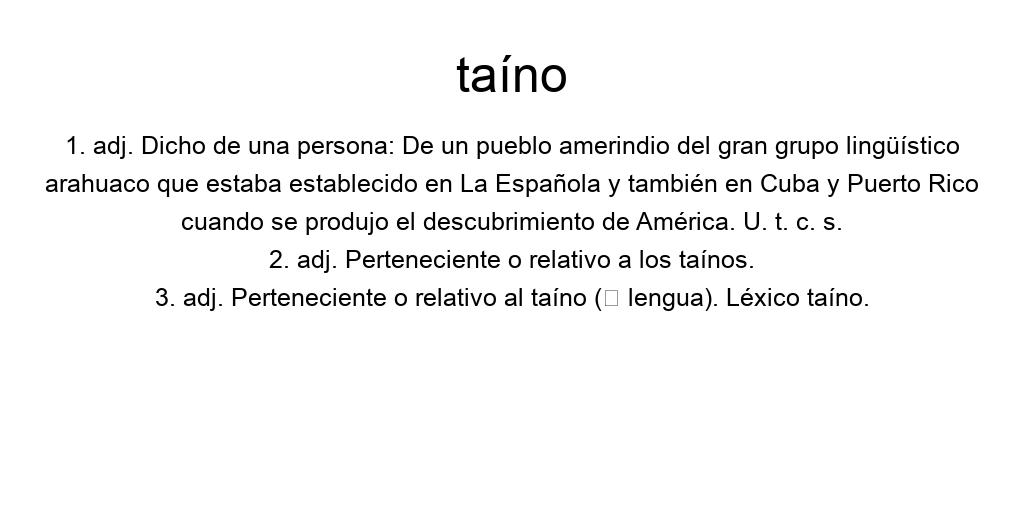 taíno
1. adj. Dicho de una persona: De un pueblo amerindio del gran grupo lingüístico
arahuaco que estaba establecido en La Española y también en Cuba y Puerto Rico
cuando se produjo el descubrimiento de América. U. t. c. s.
2. adj. Perteneciente o relativo a los taínos.
3. adj. Perteneciente o relativo al taíno (□ lengua). Léxico taíno.